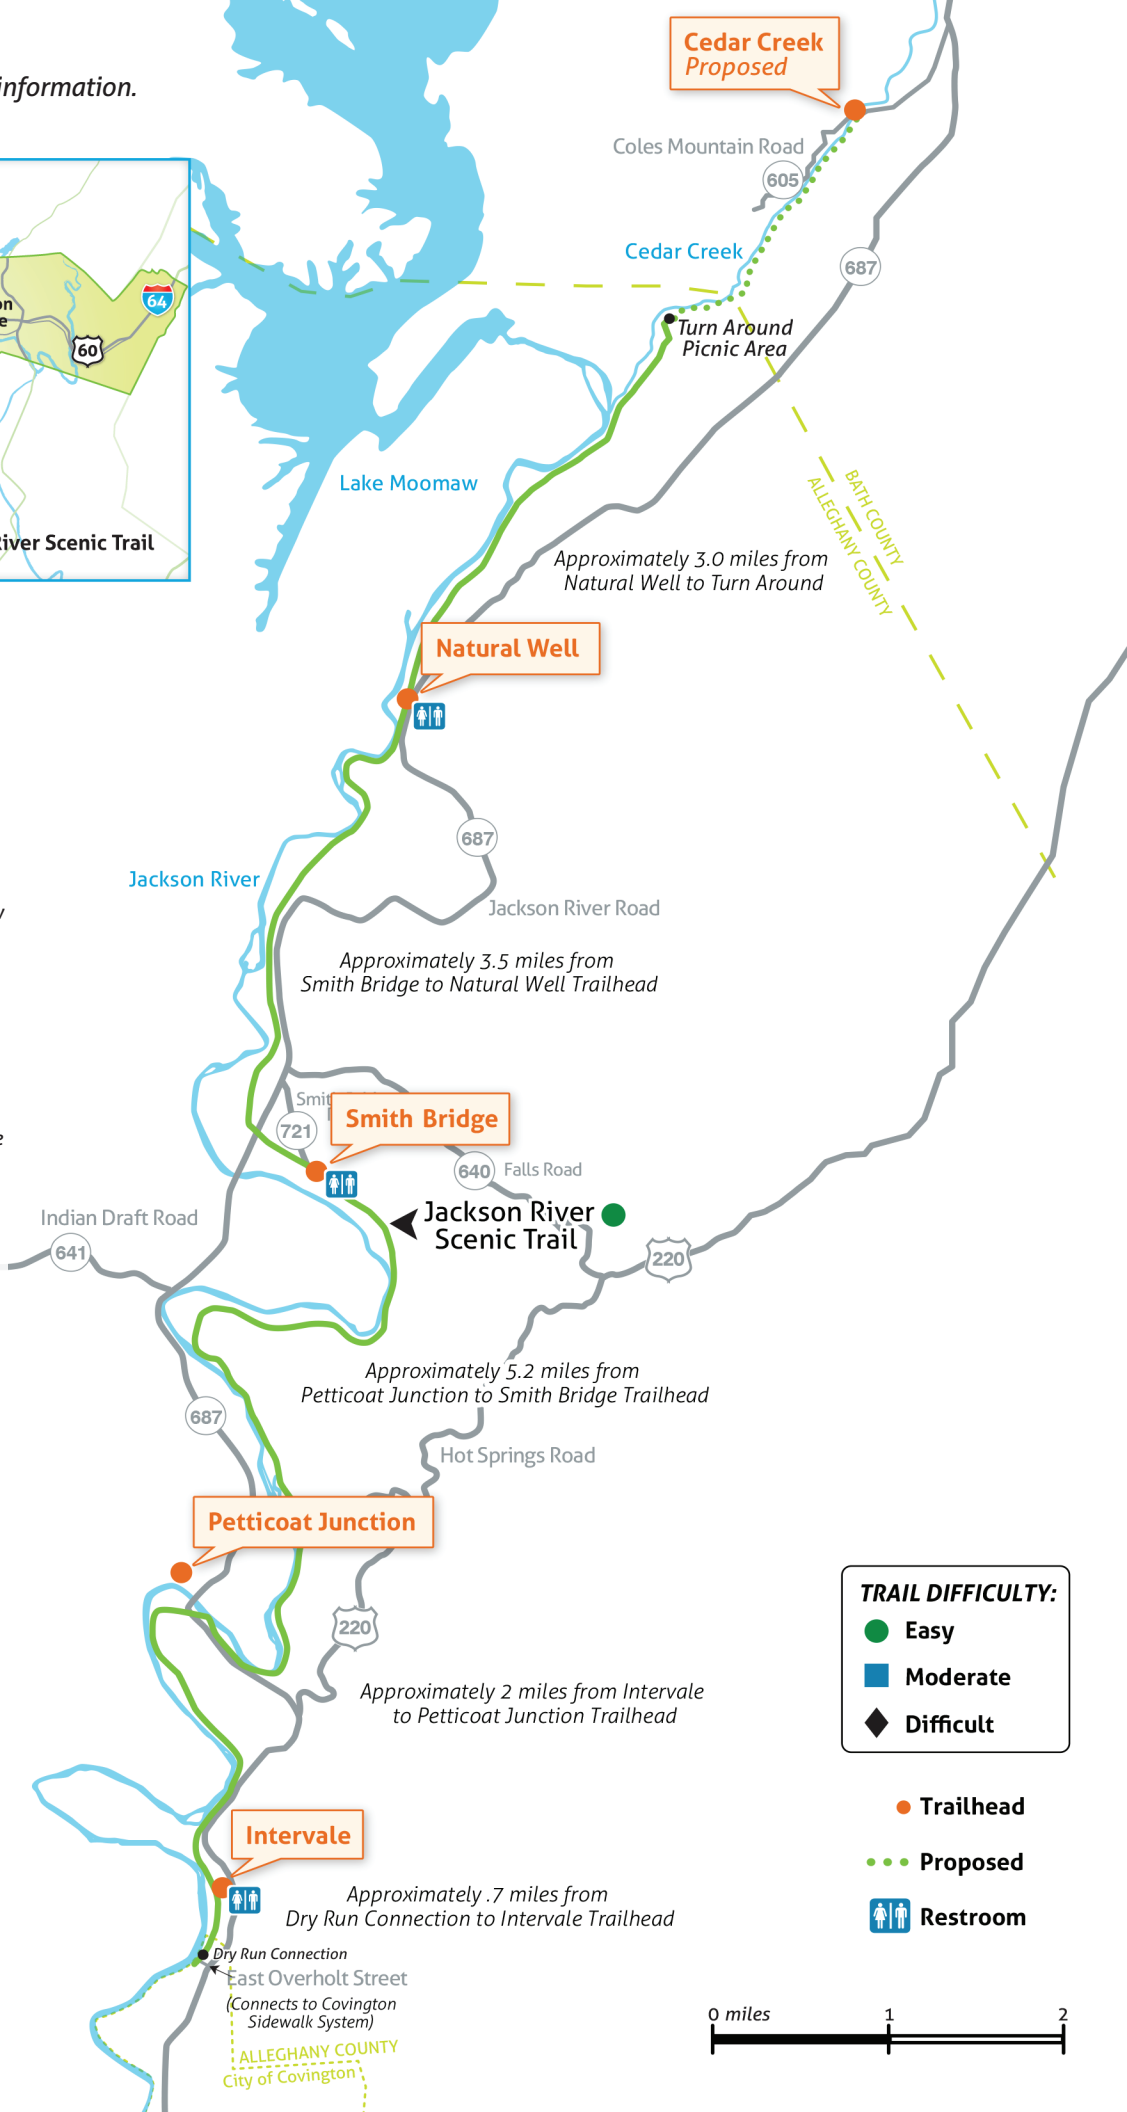 information.
Cedar Creek
Proposed
Coles Mountain Road
605
Cedar Creek
687
64
60
Turn Around
Picnic Area
Lake Moomaw
BATH COUNTY
ALLEGHANY COUNTY
River Scenic Trail
Approximately 3.0 miles from
Natural Well to Turn Around
Natural Well
687
Jackson River
Jackson River Road
Approximately 3.5 miles from
Smith Bridge to Natural Well Trailhead
721
Smith Bridge
640
Falls Road
Indian Draft Road
641
Jackson River
Scenic Trail
220
Approximately 5.2 miles from
Petticoat Junction to Smith Bridge Trailhead
687
Hot Springs Road
Petticoat Junction
220
Approximately 2 miles from Intervale
to Petticoat Junction Trailhead
Intervale
Approximately .7 miles from
Dry Run Connection to Intervale Trailhead
Dry Run Connection
East Overholt Street
(Connects to Covington
Sidewalk System)
ALLEGHANY COUNTY
City of Covington
TRAIL DIFFICULTY:
Easy
Moderate
Difficult
Trailhead
Proposed
Restroom
0 miles 1 2